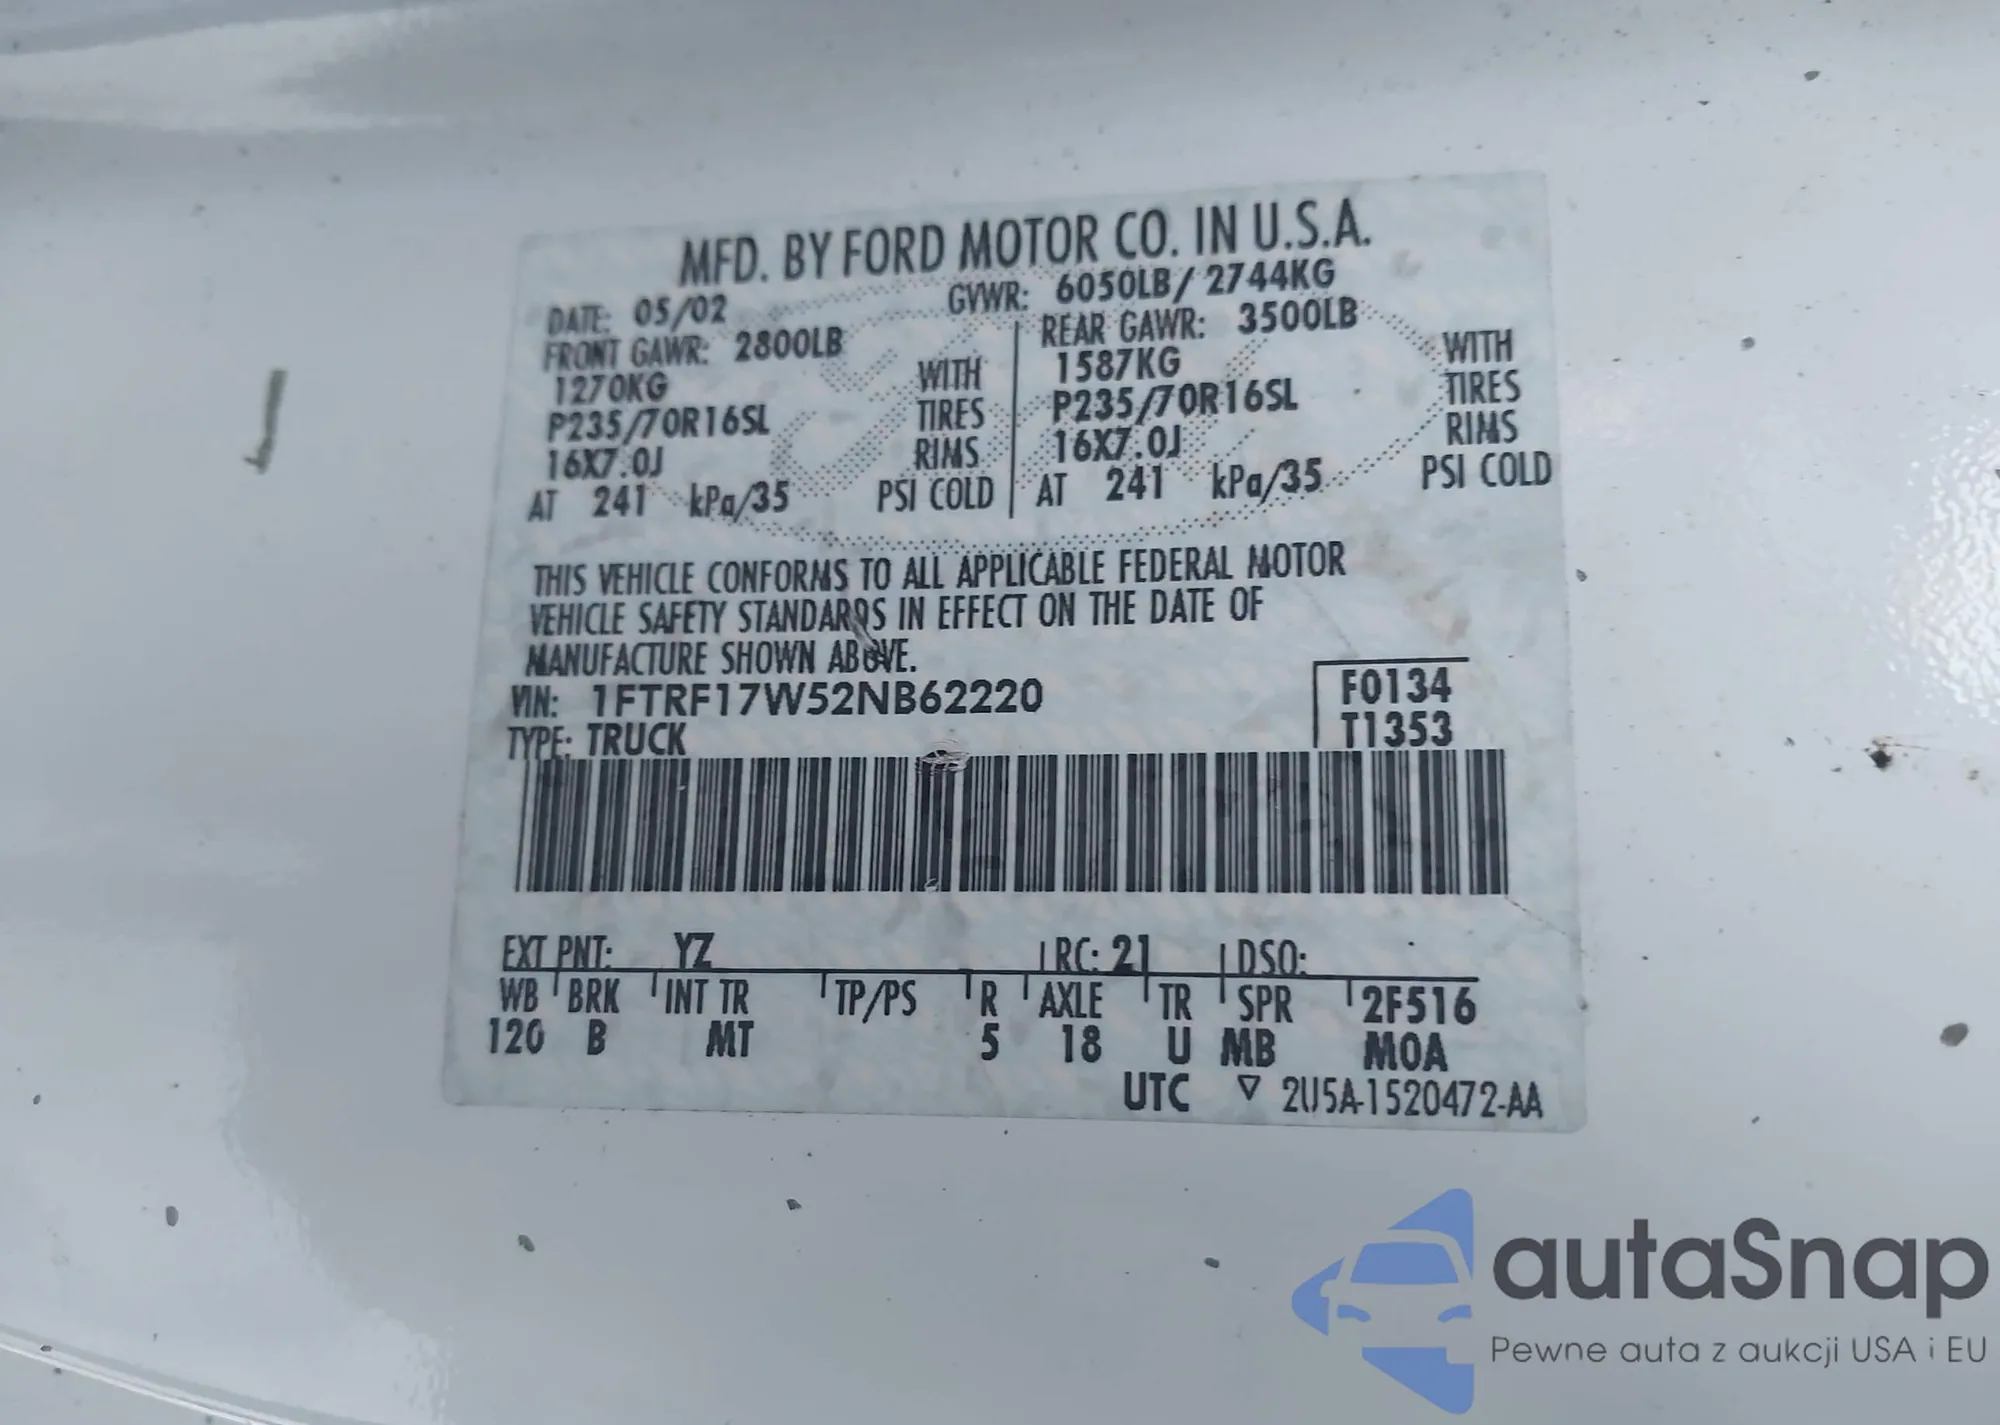 MFD. BY FORD MOTOR CO. IN U.S.A.
DATE: 05/02 GVWR: 6050LB/ 2744KG
FRONT GAWR: 2800LB REAR GAWR: 3500LB
1270KG WITH 1587KG WITH
P235/70R16SL TIRES P235/70R16SL TIRES
16X7.0J RIMS 16X7.0J RIMS
AT 241 kPa/35 PSI COLD AT 241 kPa/35 PSI COLD
THIS VEHICLE CONFORMS TO ALL APPLICABLE FEDERAL MOTOR
VEHICLE SAFETY STANDARDS IN EFFECT ON THE DATE OF
MANUFACTURE SHOWN ABOVE.
VIN: 1FTRF17W52NB62220 F0134
TYPE: TRUCK T1353
EXT PNT: YZ RC: 21 DSO:
WB BRK INT TR TP/PS R AXLE TR SPR 2F516
120 B MT 5 18 U MB MOA
UTC ▽ 2U5A-1520472-AA
autaSnap
Pewne auta z aukcji USA i EU